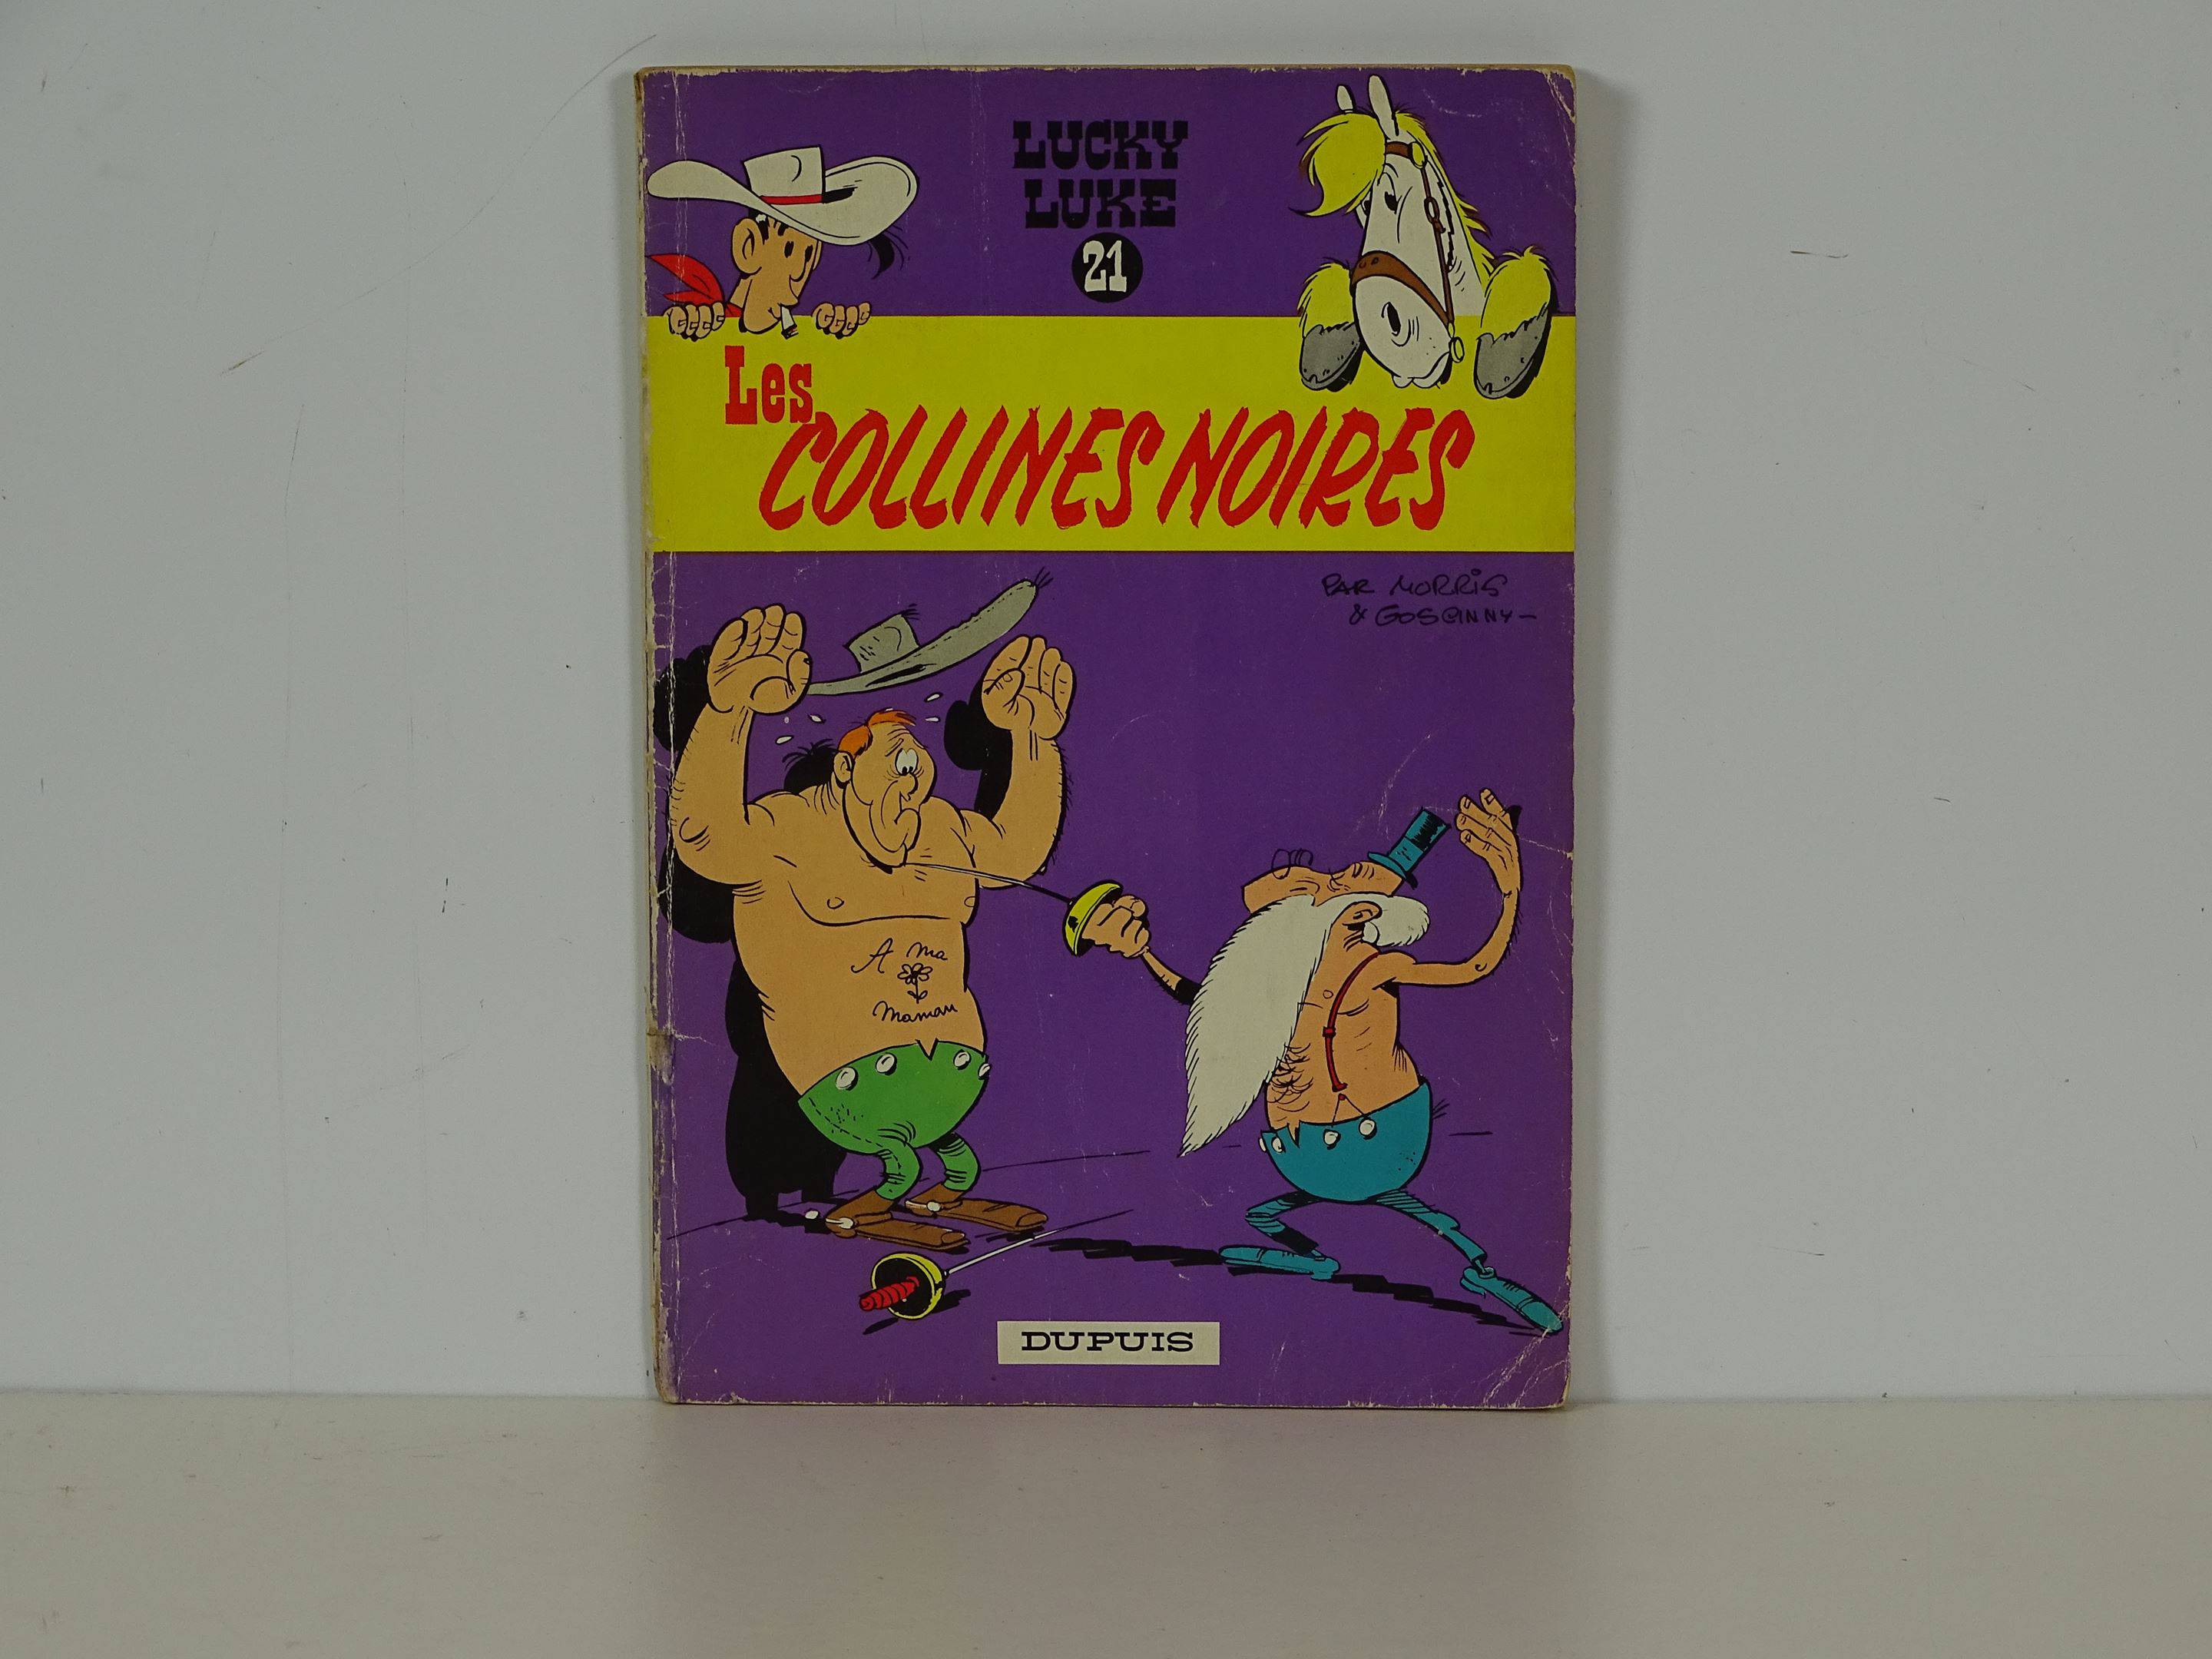 LUCKY
LUKE
21
Les
COLLINES NOIRES
PAR MORRIS
& GOSCINNY
A ma
Maman
DUPUIS